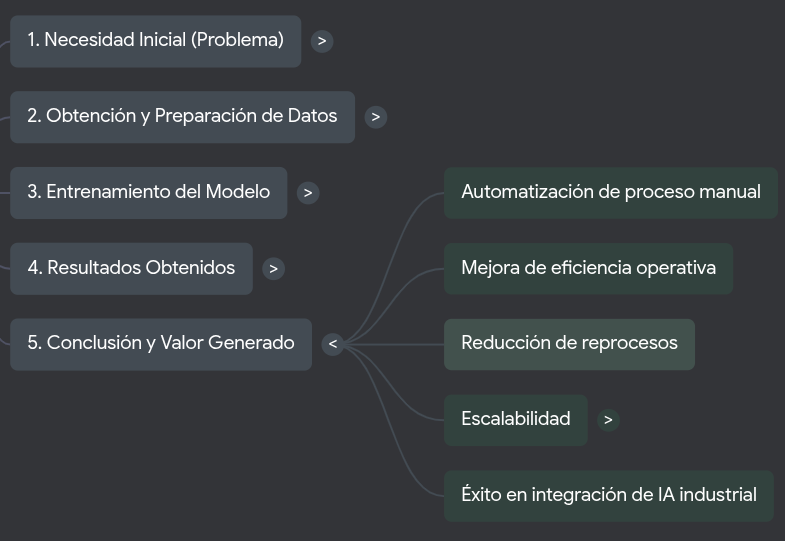 1. Necesidad Inicial (Problema) >
2. Obtención y Preparación de Datos >
3. Entrenamiento del Modelo >
4. Resultados Obtenidos >
5. Conclusión y Valor Generado <
Automatización de proceso manual
Mejora de eficiencia operativa
Reducción de reprocesos
Escalabilidad >
Éxito en integración de IA industrial